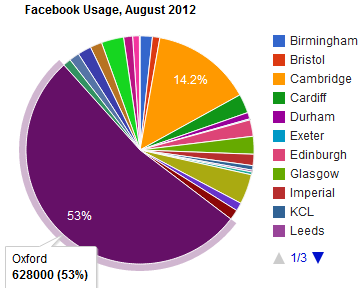 Facebook Usage, August 2012
14.2%
53%
Oxford
628000 (53%)
Birmingham
Bristol
Cambridge
Cardiff
Durham
Exeter
Edinburgh
Glasgow
Imperial
KCL
Leeds
1/3